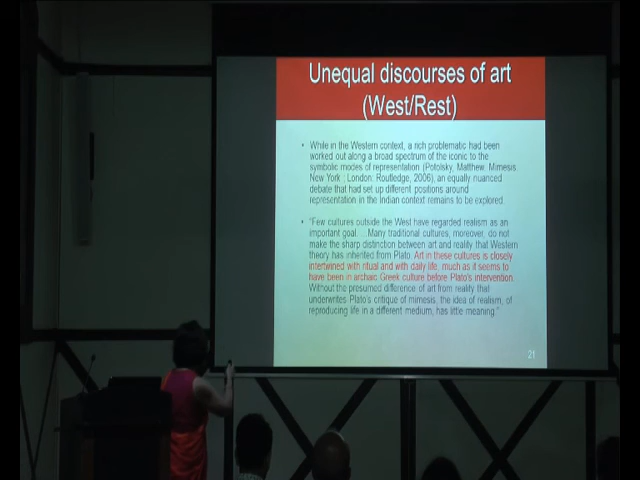 Unequal discourses of art
(West/Rest)
• While in the Western context, a rich problematic had been
worked out along a broad spectrum of the iconic to the
symbolic modes of representation (Potolsky, Matthew. Mimesis.
New York ; London: Routledge, 2006), an equally nuanced
debate that had set up different positions around
representation in the Indian context remains to be explored.
• "Few cultures outside the West have regarded realism as an
important goal. . . Many traditional cultures, moreover, do not
make the sharp distinction between art and reality that Western
theory has inherited from Plato. Art in these cultures is closely
intertwined with ritual and with daily life, much as it seems to
have been in archaic Greek culture before Plato's intervention.
Without the presumed difference of art from reality that
underwrites Plato's critique of mimesis, the idea of realism, of
reproducing life in a different medium, has little meaning."
21